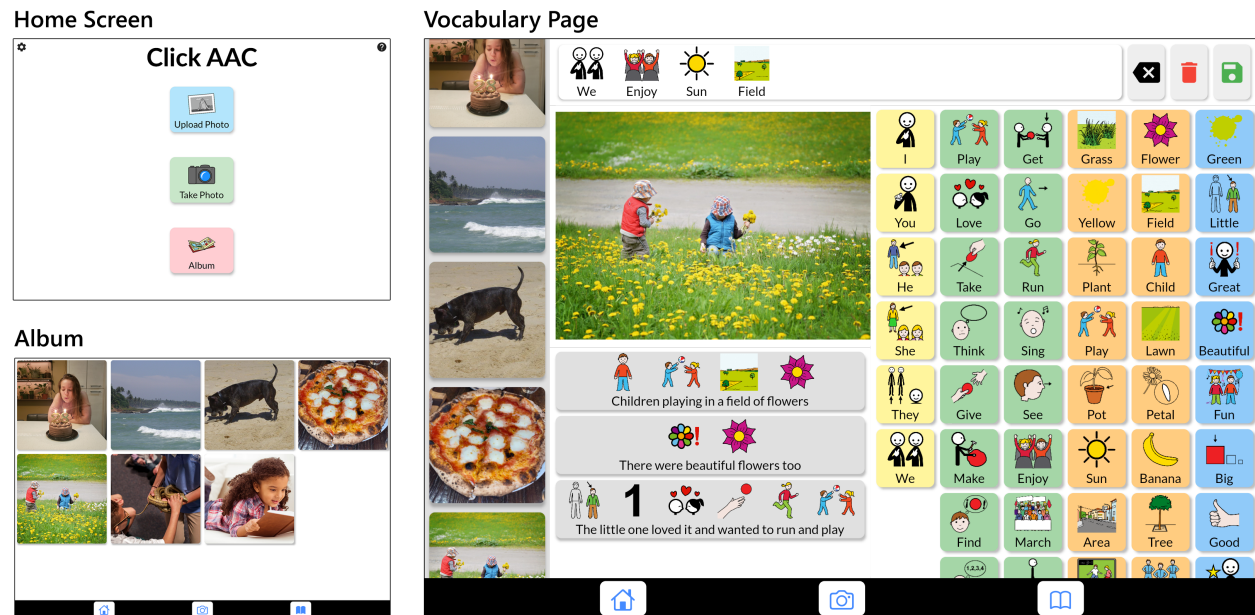 Home Screen
Click AAC
Upload Photo
Take Photo
Album
Album
Vocabulary Page
We Enjoy Sun Field
I Play Get Grass Flower Green
You Love Go Yellow Field Little
He Take Run Plant Child Great
She Think Sing Play Lawn Beautiful
They Give See Pot Petal Fun
We Make Enjoy Sun Banana Big
Find March Area Tree Good
1,2,3,4
Children playing in a field of flowers
There were beautiful flowers too
1
The little one loved it and wanted to run and play